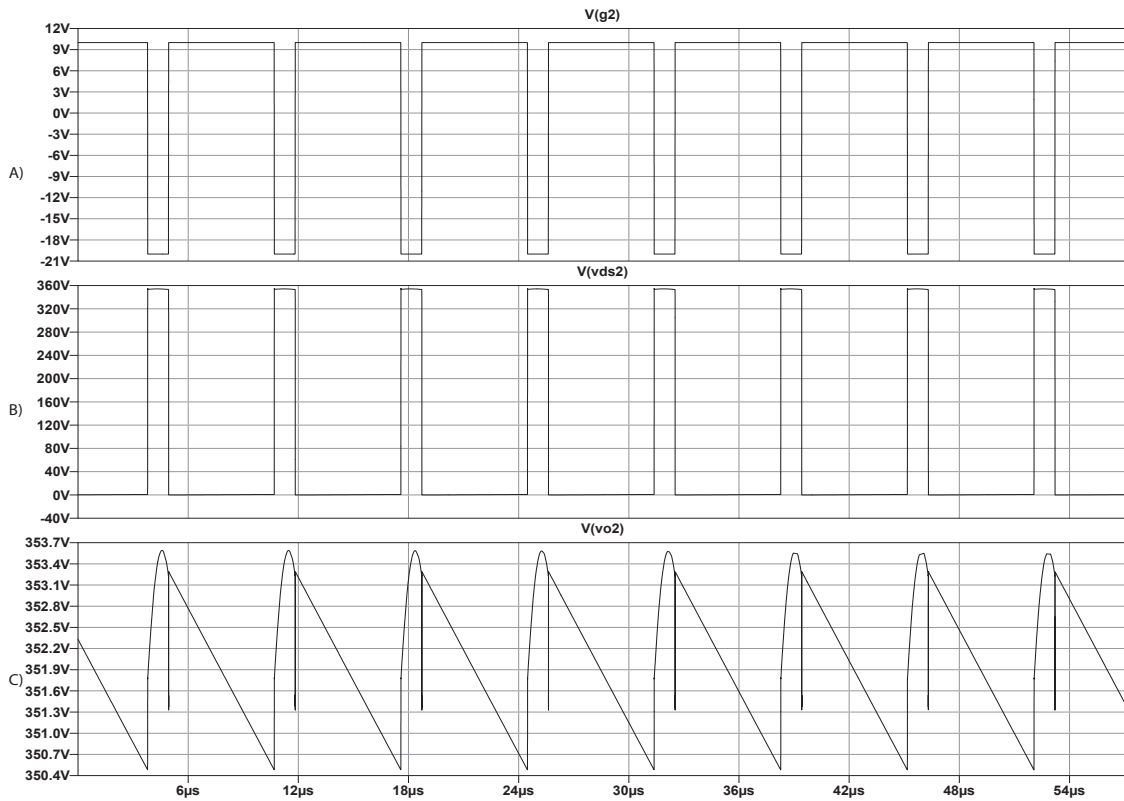 V(g2)
12V
9V
6V
3V
0V
-3V
-6V
-9V
A)
-12V
-15V
-18V
-21V
V(vds2)
360V
320V
280V
240V
200V
160V
B)
120V
80V
40V
0V
-40V
V(vo2)
353.7V
353.4V
353.1V
352.8V
352.5V
352.2V
351.9V
C)
351.6V
351.3V
351.0V
350.7V
350.4V
6µs 12µs 18µs 24µs 30µs 36µs 42µs 48µs 54µs